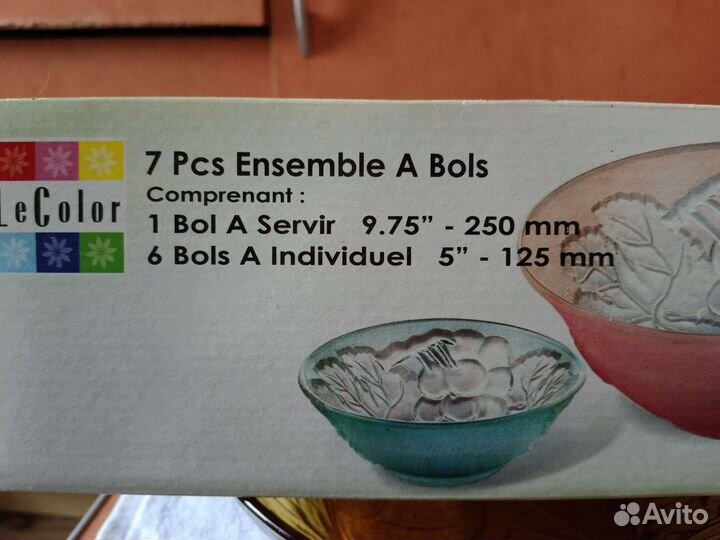 7 Pcs Ensemble A Bols
Comprenant :
1 Bol A Servir 9.75” - 250 mm
6 Bols A Individuel 5” - 125 mm
LeColor
Avito